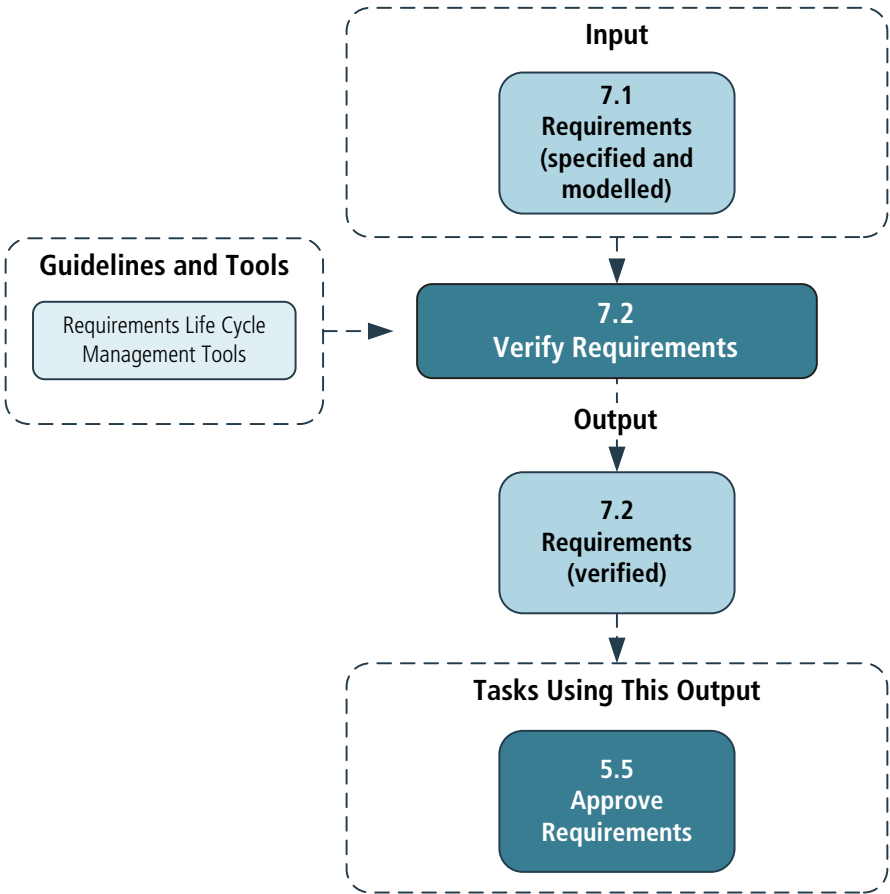 Input
7.1
Requirements
(specified and
modelled)
Guidelines and Tools
Requirements Life Cycle
Management Tools
7.2
Verify Requirements
Output
7.2
Requirements
(verified)
Tasks Using This Output
5.5
Approve
Requirements